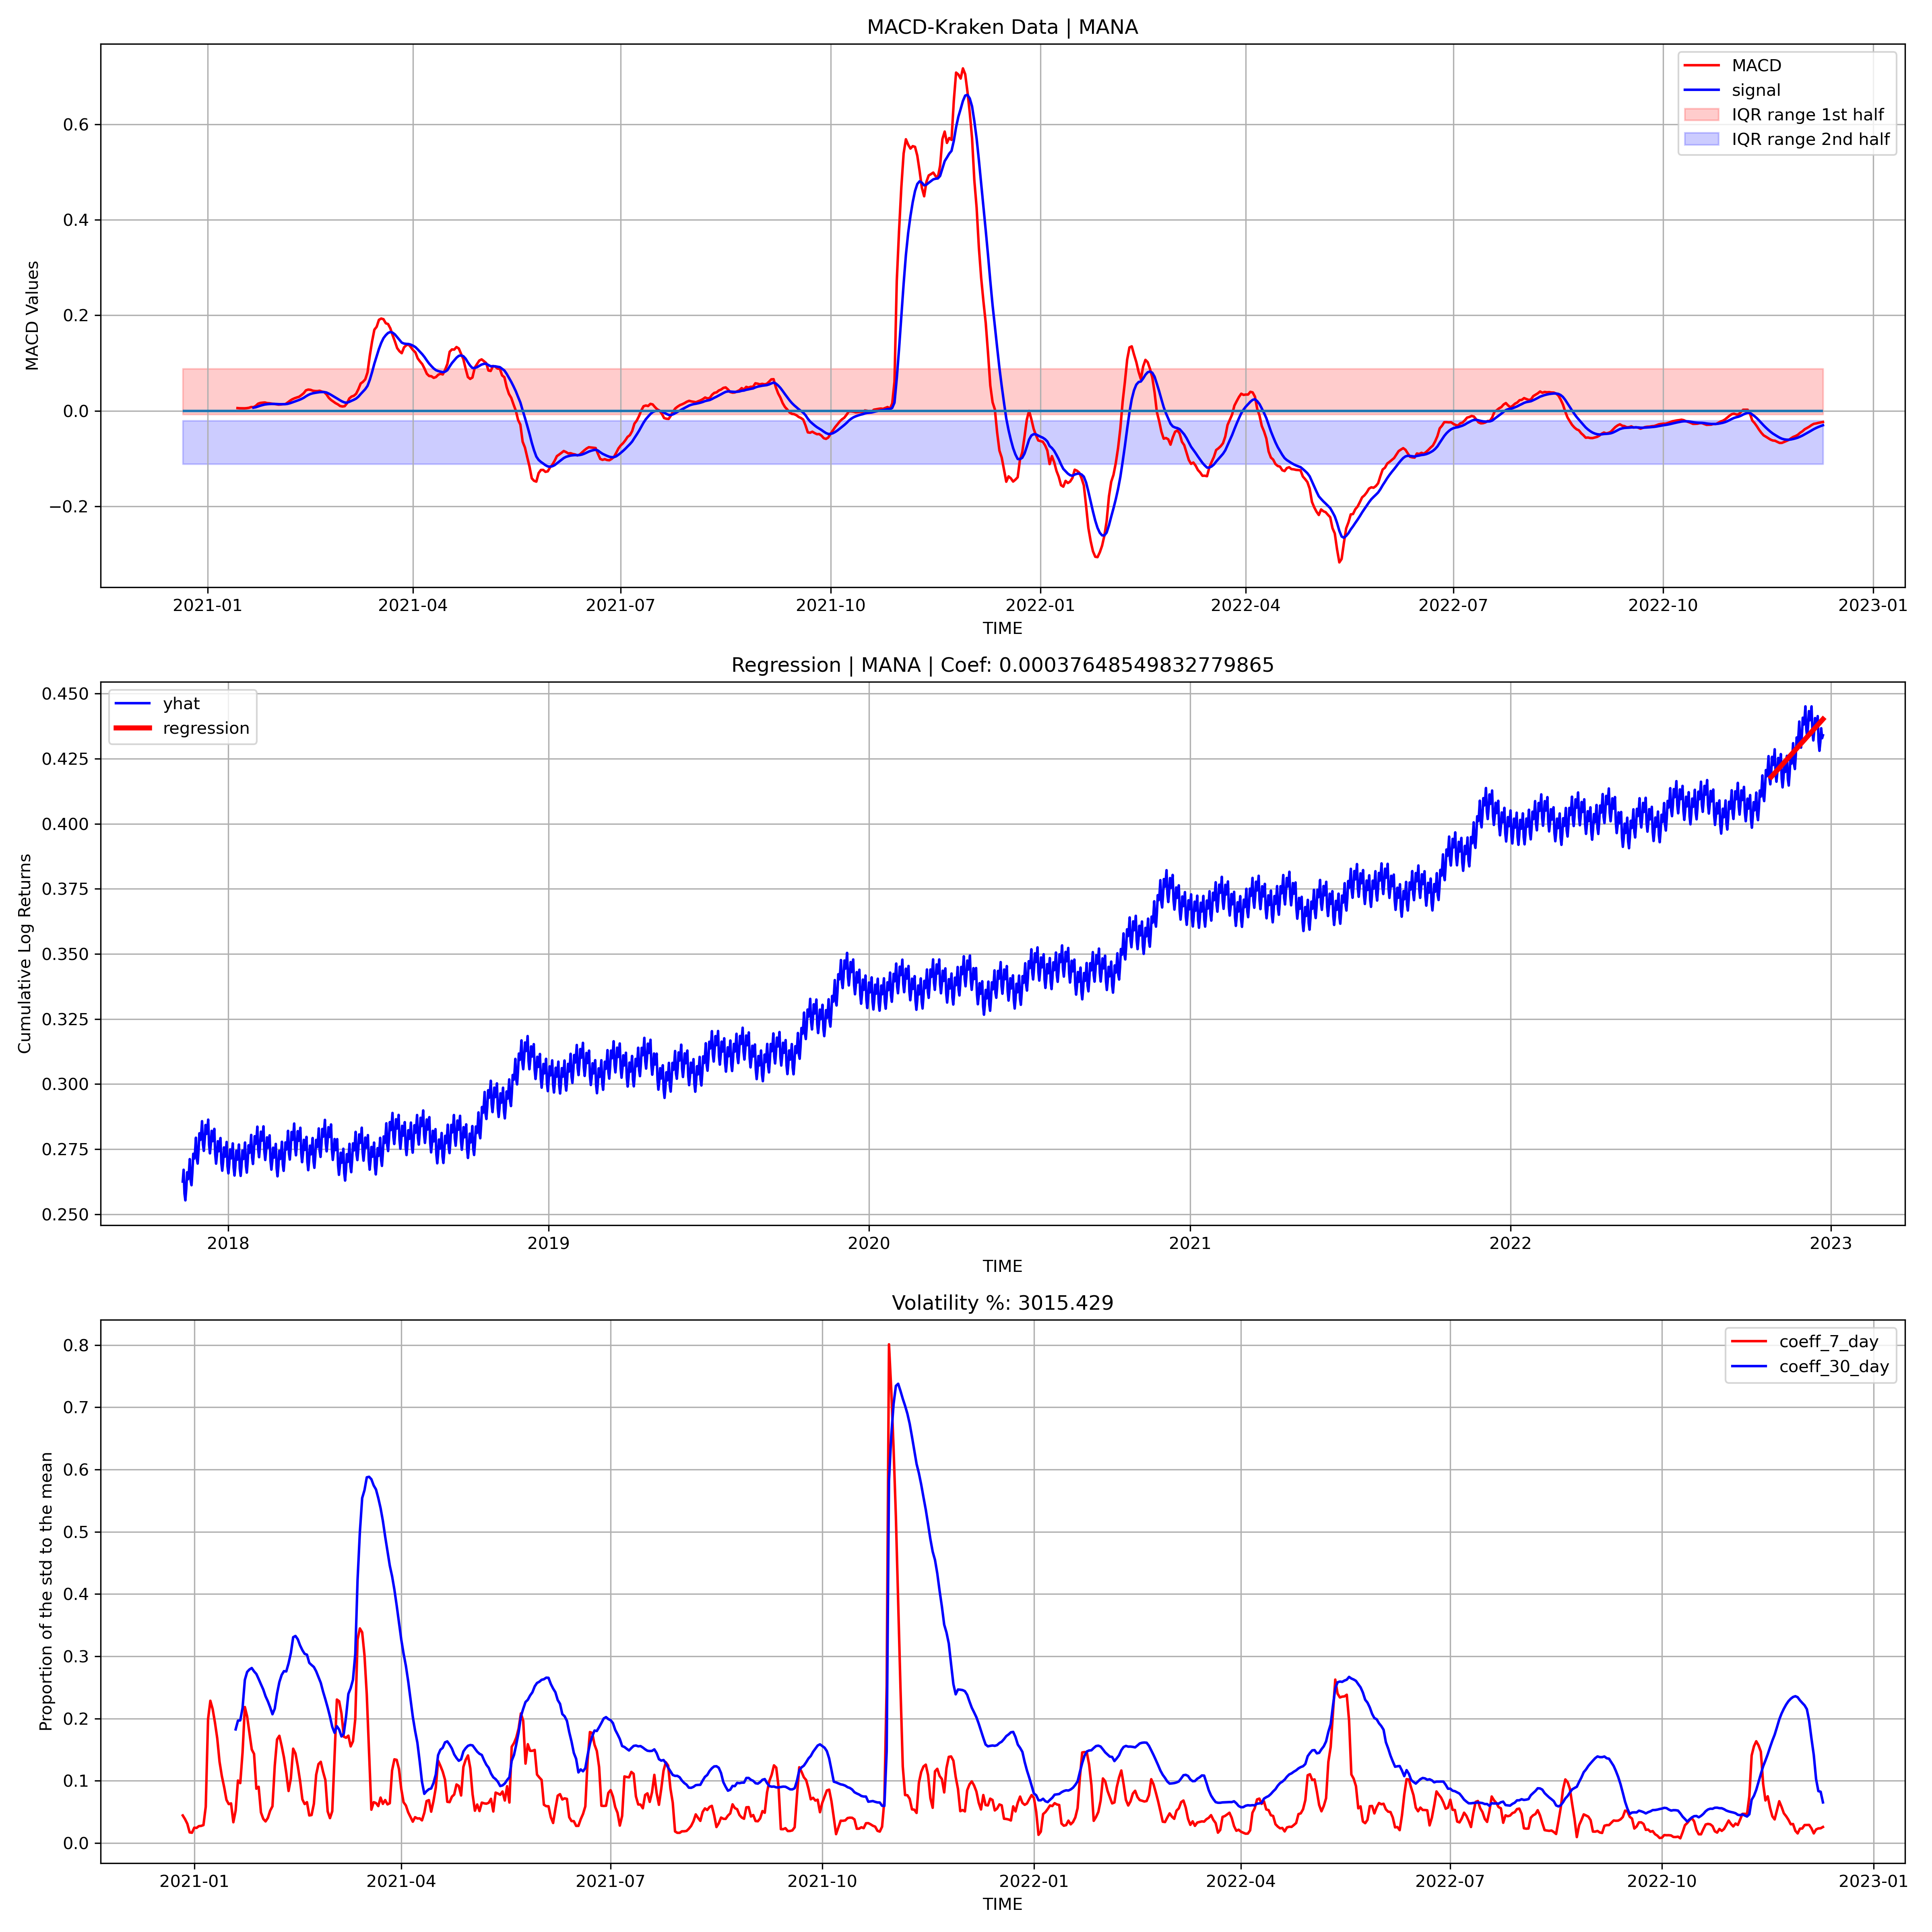 MACD-Kraken Data | MANA
MACD Values
0.6
0.4
0.2
0.0
−0.2
MACD
signal
IQR range 1st half
IQR range 2nd half
2021-01 2021-04 2021-07 2021-10 2022-01 2022-04 2022-07 2022-10 2023-01
TIME
Regression | MANA | Coef: 0.00037648549832779865
Cumulative Log Returns
0.450
0.425
0.400
0.375
0.350
0.325
0.300
0.275
0.250
yhat
regression
2018 2019 2020 2021 2022 2023
TIME
Volatility %: 3015.429
Proportion of the std to the mean
0.8
0.7
0.6
0.5
0.4
0.3
0.2
0.1
0.0
coeff_7_day
coeff_30_day
2021-01 2021-04 2021-07 2021-10 2022-01 2022-04 2022-07 2022-10 2023-01
TIME